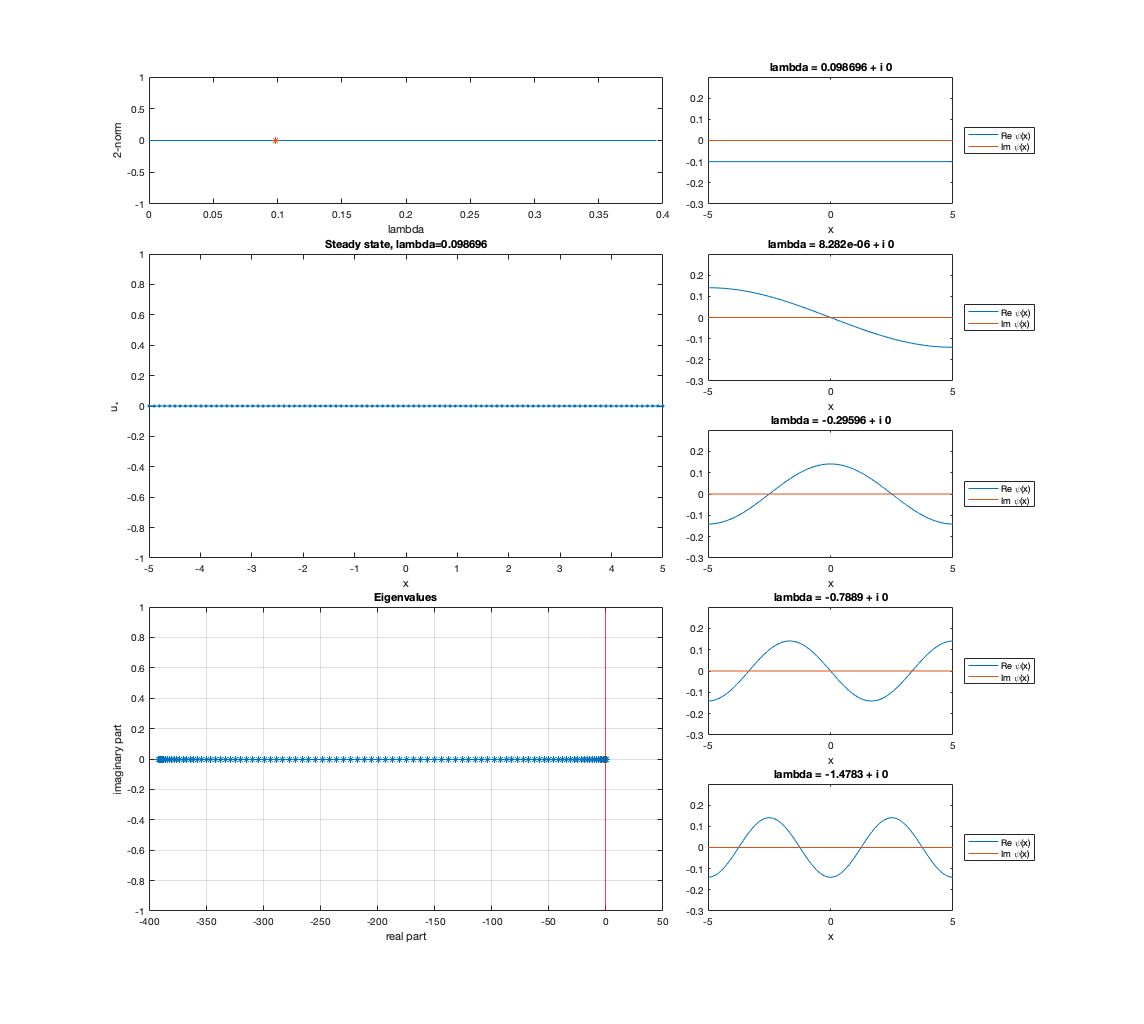 1
0.5
0
-0.5
-1
2-norm
0 0.05 0.1 0.15 0.2 0.25 0.3 0.35 0.4
lambda
Steady state, lambda=0.098696
1
0.8
0.6
0.4
0.2
0
-0.2
-0.4
-0.6
-0.8
-1
u*
-5 -4 -3 -2 -1 0 1 2 3 4 5
x
Eigenvalues
1
0.8
0.6
0.4
0.2
0
-0.2
-0.4
-0.6
-0.8
-1
imaginary part
-400 -350 -300 -250 -200 -150 -100 -50 0 50
real part
lambda = 0.098696 + i 0
0.2
0.1
0
-0.1
-0.2
-0.3
-5 0 5
x
Re ψ(x)
Im ψ(x)
lambda = 8.282e-06 + i 0
0.2
0.1
0
-0.1
-0.2
-0.3
-5 0 5
x
Re ψ(x)
Im ψ(x)
lambda = -0.29596 + i 0
0.2
0.1
0
-0.1
-0.2
-0.3
-5 0 5
x
Re ψ(x)
Im ψ(x)
lambda = -0.7889 + i 0
0.2
0.1
0
-0.1
-0.2
-0.3
-5 0 5
x
Re ψ(x)
Im ψ(x)
lambda = -1.4783 + i 0
0.2
0.1
0
-0.1
-0.2
-0.3
-5 0 5
x
Re ψ(x)
Im ψ(x)